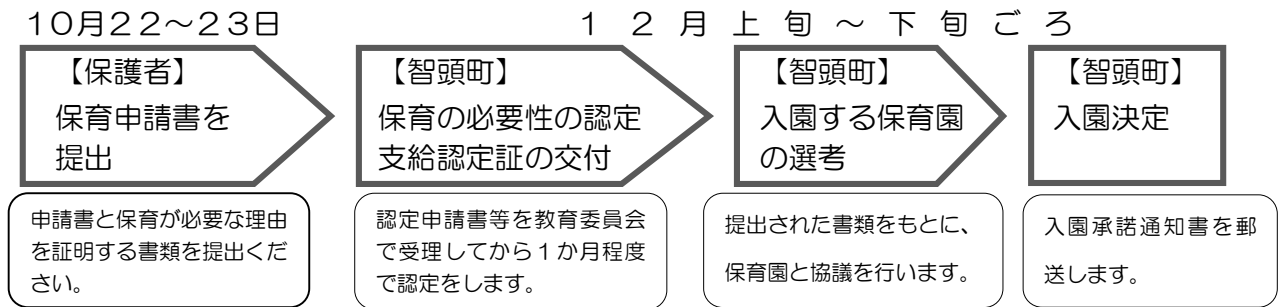 10月22~23日
12月上旬~下旬ごろ
【保護者】
保育申請書を
提出
【智頭町】
保育の必要性の認定
支給認定証の交付
【智頭町】
入園する保育園
の選考
【智頭町】
入園決定
申請書と保育が必要な理由
を証明する書類を提出くだ
さい。
認定申請書等を教育委員会
で受理してから1か月程度
で認定をします。
提出された書類をもとに、
保育園と協議を行います。
入園承諾通知書を郵
送します。